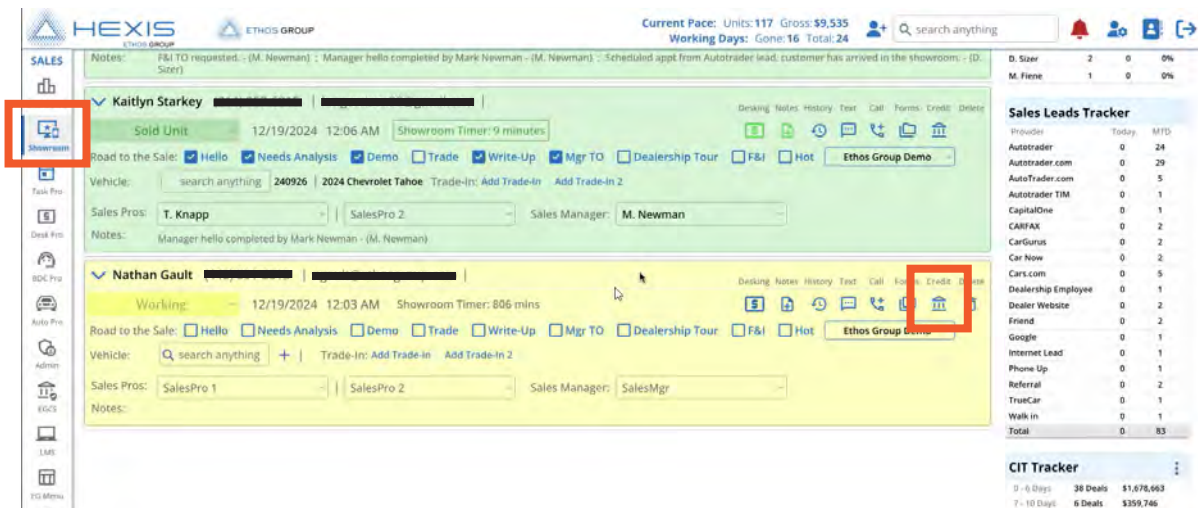 HEXIS
ETHOS GROUP
ETHOS GROUP
Current Pace: Units: 117 Gross: $9,535
Working Days: Gone: 16 Total: 24
search anything
SALES
Showroom
Task Pro
Desk Pro
BDC Pro
Auto Pro
Admin
EGCS
LMS
EG Menu
Notes: F&I TO requested. - (M. Newman) ; Manager hello completed by Mark Newman - (M. Newman) ; Scheduled appt from Autotrader lead, customer has arrived in the showroom. - (D. Sizer)
Kaitlyn Starkey
Desking Notes History Text Call Forms Credit Delete
Sold Unit 12/19/2024 12:06 AM Showroom Timer: 9 minutes
Road to the Sale: Hello Needs Analysis Demo Trade Write-Up Mgr TO Dealership Tour F&I Hot Ethos Group Demo
Vehicle: search anything 240926 | 2024 Chevrolet Tahoe Trade-In: Add Trade-In Add Trade-In 2
Sales Pros: T. Knapp | SalesPro 2 Sales Manager: M. Newman
Notes: Manager hello completed by Mark Newman - (M. Newman)
Nathan Gault
Desking Notes History Text Call Forms Credit Delete
Working 12/19/2024 12:03 AM Showroom Timer: 806 mins
Road to the Sale: Hello Needs Analysis Demo Trade Write-Up Mgr TO Dealership Tour F&I Hot Ethos Group Demo
Vehicle: search anything + | Trade-In: Add Trade-In Add Trade-In 2
Sales Pros: SalesPro 1 | SalesPro 2 Sales Manager: SalesMgr
Notes:
D. Sizer 2 0 0%
M. Fiene 1 0 0%
Sales Leads Tracker
Provider Today MTD
Autotrader 0 24
Autotrader.com 0 29
AutoTrader.com 0 5
Autotrader TIM 0 1
CapitalOne 0 1
CARFAX 0 2
CarGurus 0 2
Car Now 0 2
Cars.com 0 5
Dealership Employee 0 1
Dealer Website 0 2
Friend 0 2
Google 0 1
Internet Lead 0 1
Phone Up 0 1
Referral 0 2
TrueCar 0 1
Walk in 0 1
Total 0 83
CIT Tracker
0 - 6 Days 38 Deals $1,678,663
7 - 10 Days 6 Deals $359,746